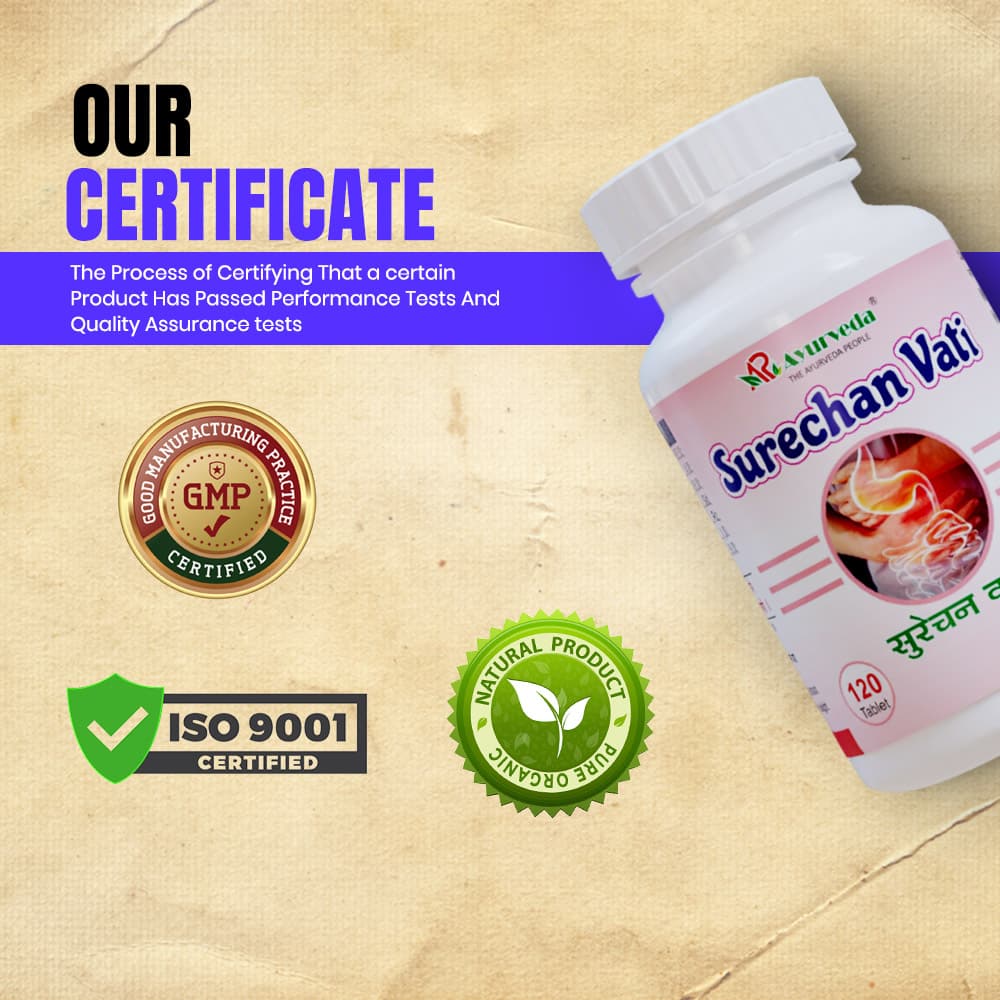 OUR
CERTIFICATE
The Process of Certifying That a certain
Product Has Passed Performance Tests And
Quality Assurance tests
GOOD MANUFACTURING PRACTICE
GMP
CERTIFIED
ISO 9001
CERTIFIED
NATURAL PRODUCT
PURE ORGANIC
AR Ayurveda®
THE AYURVEDA PEOPLE
Surechan Vati
सुरेचन
120
Tablet